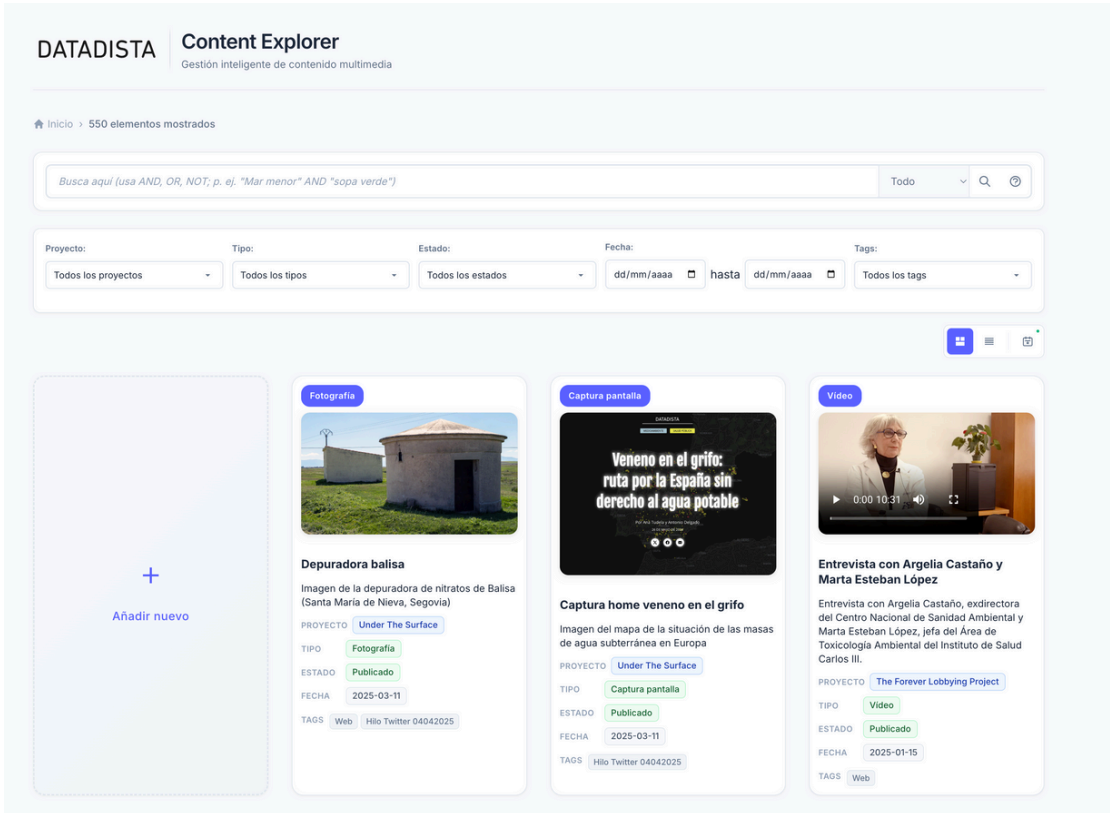 DATADISTA
Content Explorer
Gestión inteligente de contenido multimedia
Inicio › 550 elementos mostrados
Busca aquí (usa AND, OR, NOT; p. ej. "Mar menor" AND "sopa verde")
Todo
Proyecto:
Todos los proyectos
Tipo:
Todos los tipos
Estado:
Todos los estados
Fecha:
dd/mm/aaaa hasta dd/mm/aaaa
Tags:
Todos los tags
+
Añadir nuevo
Fotografía
Depuradora balisa
Imagen de la depuradora de nitratos de Balisa
(Santa María de Nieva, Segovia)
PROYECTO Under The Surface
TIPO Fotografía
ESTADO Publicado
FECHA 2025-03-11
TAGS Web Hilo Twitter 04042025
Captura pantalla
DATADISTA
Veneno en el grifo:
ruta por la España sin
derecho al agua potable
Por Ana Tudela y Antonio Delgado
Captura home veneno en el grifo
Imagen del mapa de la situación de las masas
de agua subterránea en Europa
PROYECTO Under The Surface
TIPO Captura pantalla
ESTADO Publicado
FECHA 2025-03-11
TAGS Hilo Twitter 04042025
Vídeo
0:00 10:31
Entrevista con Argelia Castaño y
Marta Esteban López
Entrevista con Argelia Castaño, exdirectora
del Centro Nacional de Sanidad Ambiental y
Marta Esteban López, jefa del Área de
Toxicología Ambiental del Instituto de Salud
Carlos III.
PROYECTO The Forever Lobbying Project
TIPO Vídeo
ESTADO Publicado
FECHA 2025-01-15
TAGS Web